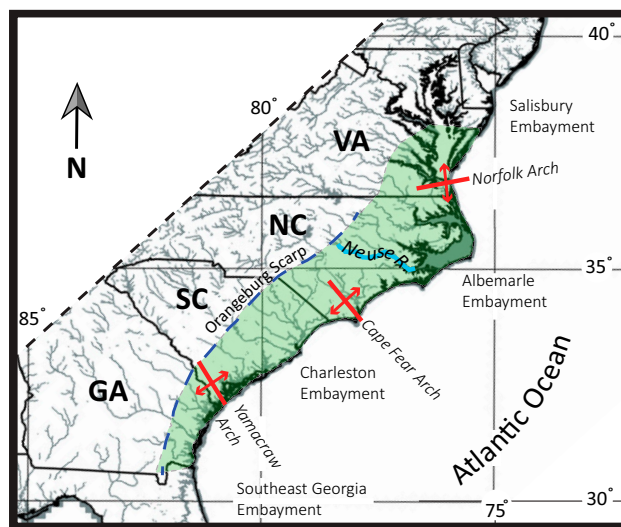 40°
80°
Salisbury
Embayment
N
VA
Norfolk Arch
NC
Neuse R.
Orangeburg Scarp
35°
SC
Albemarle
Embayment
85°
Cape Fear Arch
Charleston
Embayment
GA
Yamacraw
Arch
Atlantic Ocean
Southeast Georgia
Embayment
75°
30°